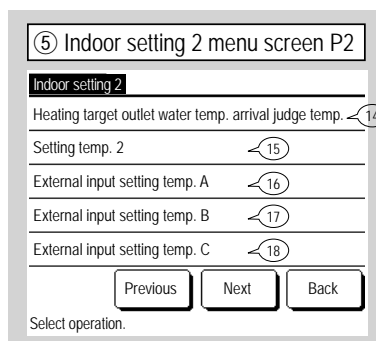 ⑤ Indoor setting 2 menu screen P2
Indoor setting 2
Heating target outlet water temp. arrival judge temp. 14
Setting temp. 2 15
External input setting temp. A 16
External input setting temp. B 17
External input setting temp. C 18
Previous Next Back
Select operation.